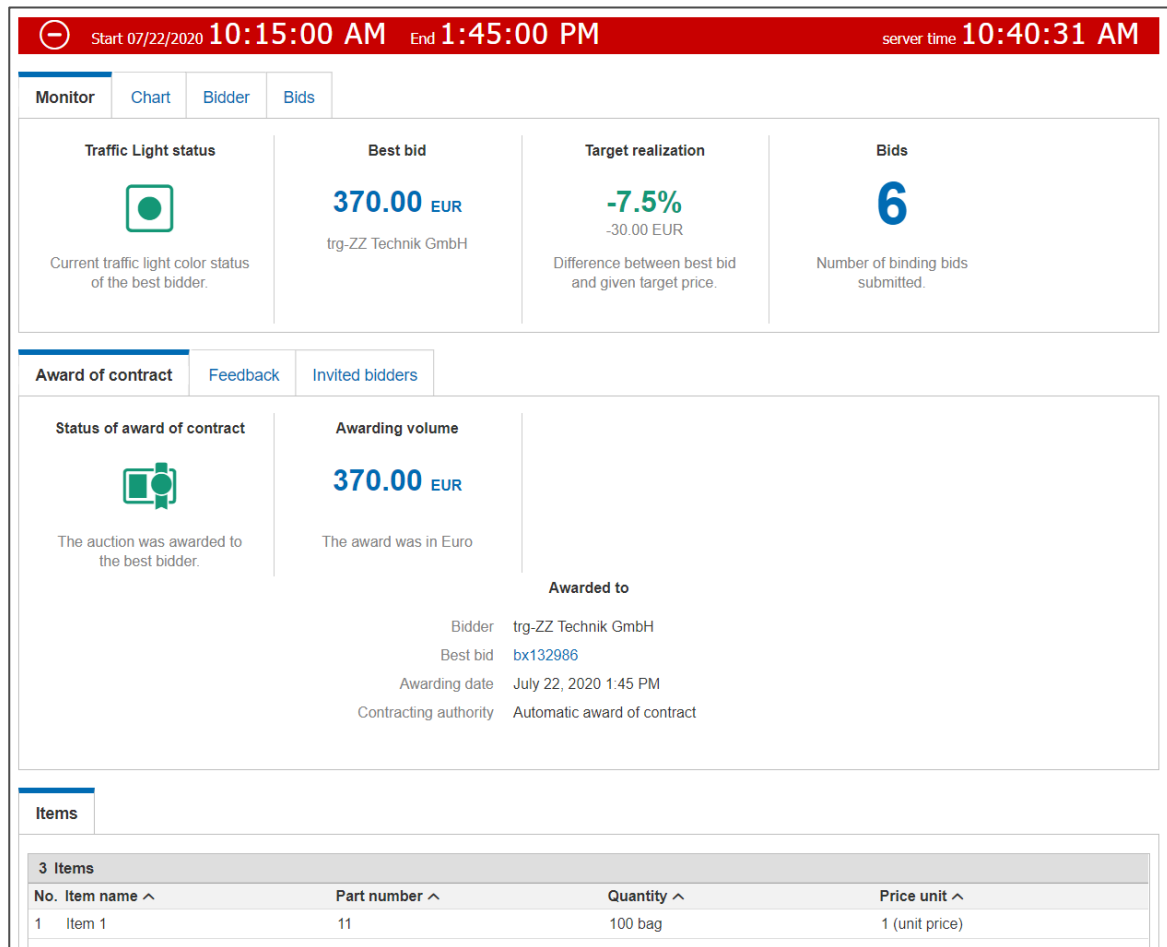 Start 07/22/2020 10:15:00 AM End 1:45:00 PM server time 10:40:31 AM
Monitor Chart Bidder Bids
Traffic Light status Best bid Target realization Bids
370.00 EUR -7.5% 6
-30.00 EUR
trg-ZZ Technik GmbH
Current traffic light color status Difference between best bid Number of binding bids
of the best bidder. and given target price. submitted.
Award of contract Feedback Invited bidders
Status of award of contract Awarding volume
370.00 EUR
The auction was awarded to The award was in Euro
the best bidder.
Awarded to
Bidder trg-ZZ Technik GmbH
Best bid bx132986
Awarding date July 22, 2020 1:45 PM
Contracting authority Automatic award of contract
Items
3 Items
No. Item name Part number Quantity Price unit
1 Item 1 11 100 bag 1 (unit price)